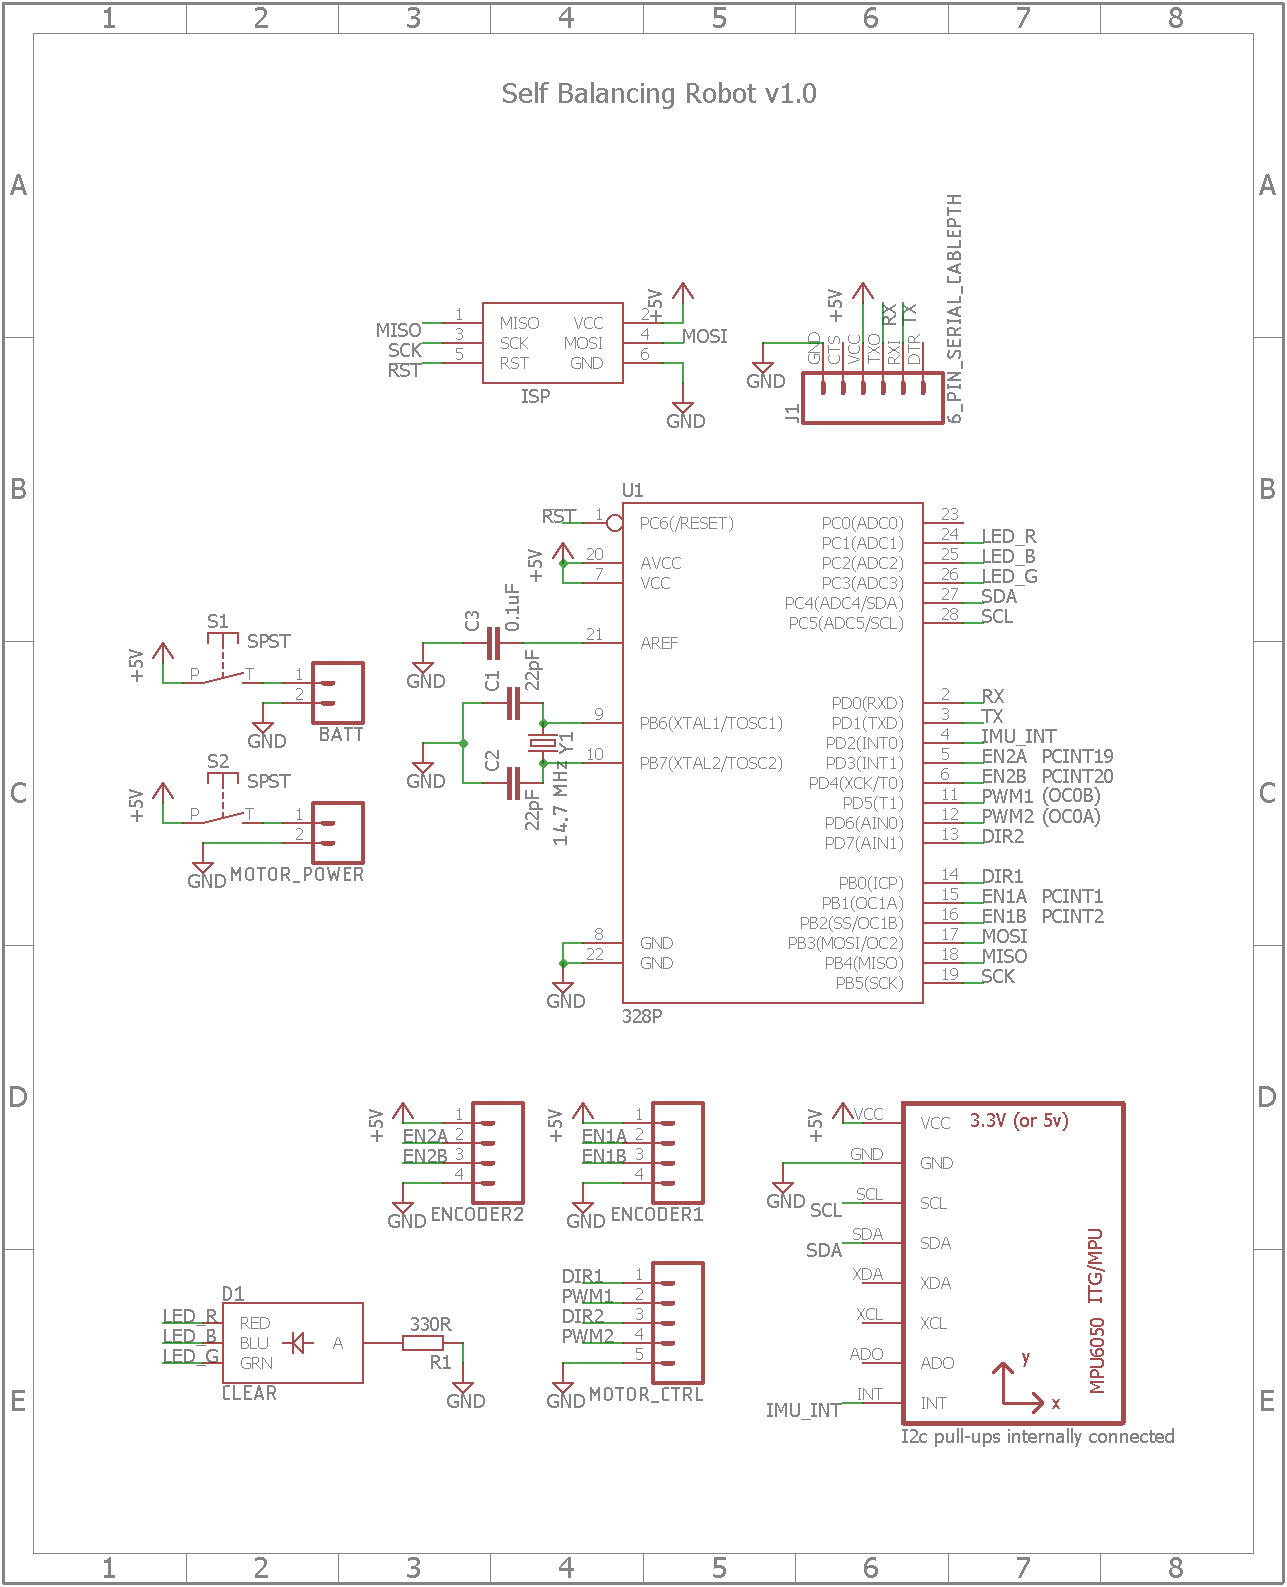 1 2 3 4 5 6 7 8
Self Balancing Robot v1.0
A A
6_PIN_SERIAL_CABLEPTH
+5V +5V RX TX
1 MISO VCC 2
MISO
3 SCK MOSI 4 MOSI
SCK
5 RST GND 6
RST
ISP
GND
GND CTS VCC TXO RXI DTR
GND
J1
B B
U1
RST 1 PC6(/RESET) PC0(ADC0) 23
PC1(ADC1) 24 LED_R
+5V 20 AVCC PC2(ADC2) 25 LED_B
7 VCC PC3(ADC3) 26 LED_G
PC4(ADC4/SDA) 27 SDA
PC5(ADC5/SCL) 28 SCL
C3 0.1uF
21 AREF
GND
S1
SPST
+5V P T 1
2
GND
BATT
C1 22pF
9 PB6(XTAL1/TOSC1)
10 PB7(XTAL2/TOSC2)
GND
C2 22pF
Y1
14.7 MHz
PD0(RXD) 2 RX
PD1(TXD) 3 TX
PD2(INT0) 4 IMU_INT
PD3(INT1) 5 EN2A PCINT19
PD4(XCK/T0) 6 EN2B PCINT20
PD5(T1) 11 PWM1 (OC0B)
PD6(AIN0) 12 PWM2 (OC0A)
PD7(AIN1) 13 DIR2
C C
S2
SPST
+5V P T 1
2
GND MOTOR_POWER
PB0(ICP) 14 DIR1
PB1(OC1A) 15 EN1A PCINT1
PB2(SS/OC1B) 16 EN1B PCINT2
8 GND PB3(MOSI/OC2) 17 MOSI
22 GND PB4(MISO) 18 MISO
PB5(SCK) 19 SCK
GND
328P
D D
+5V 1
EN2A 2
EN2B 3
4
GND ENCODER2
+5V 1
EN1A 2
EN1B 3
4
GND ENCODER1
+5V VCC VCC 3.3V (or 5v)
GND GND
GND
SCL SCL SCL
SDA SDA SDA
XDA XDA
XCL XCL
ADO ADO
IMU_INT INT INT
MPU6050 ITG/MPU
y
x
I2c pull-ups internally connected
D1
LED_R RED
LED_B BLU A
LED_G GRN
CLEAR
330R
R1
GND
DIR1 1
PWM1 2
DIR2 3
PWM2 4
5
GND MOTOR_CTRL
E E
1 2 3 4 5 6 7 8